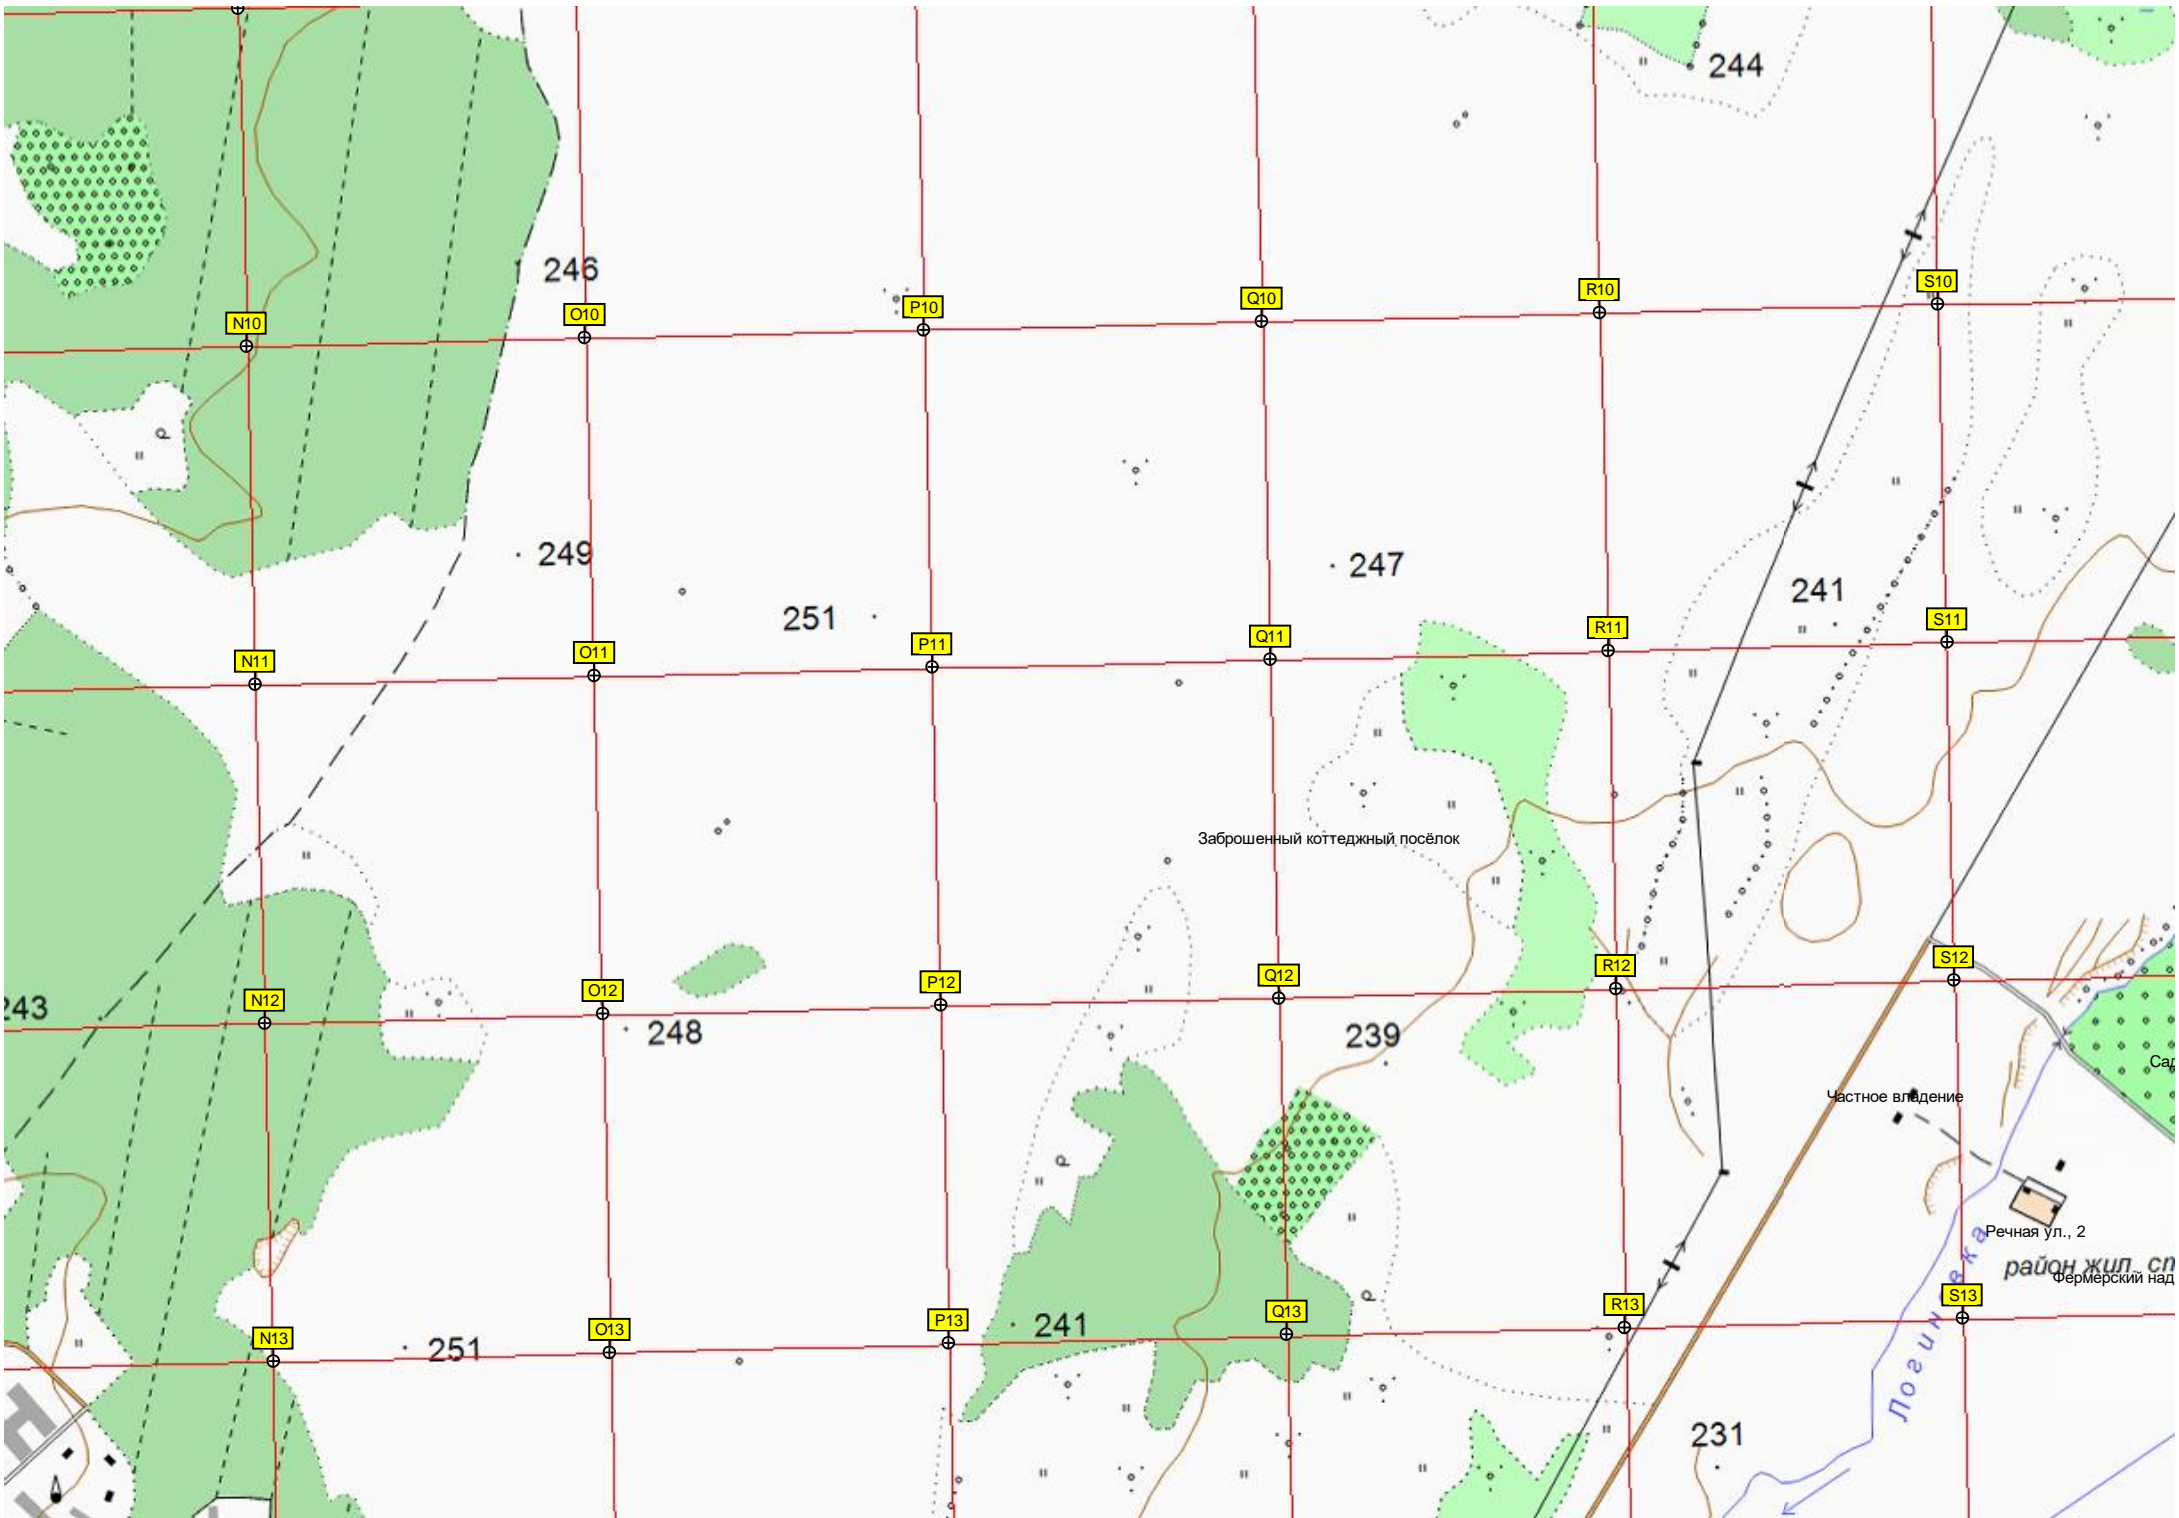 244
246
N10
O10
P10
Q10
R10
S10
249
251
247
241
N11
O11
P11
Q11
R11
S11
Заброшенный коттеджный посёлок
243
N12
O12
P12
Q12
R12
S12
248
239
Сад
Частное владение
Речная ул., 2
район жил. ст
Фермерский над
Логиновка
N13
O13
P13
Q13
R13
S13
251
241
231